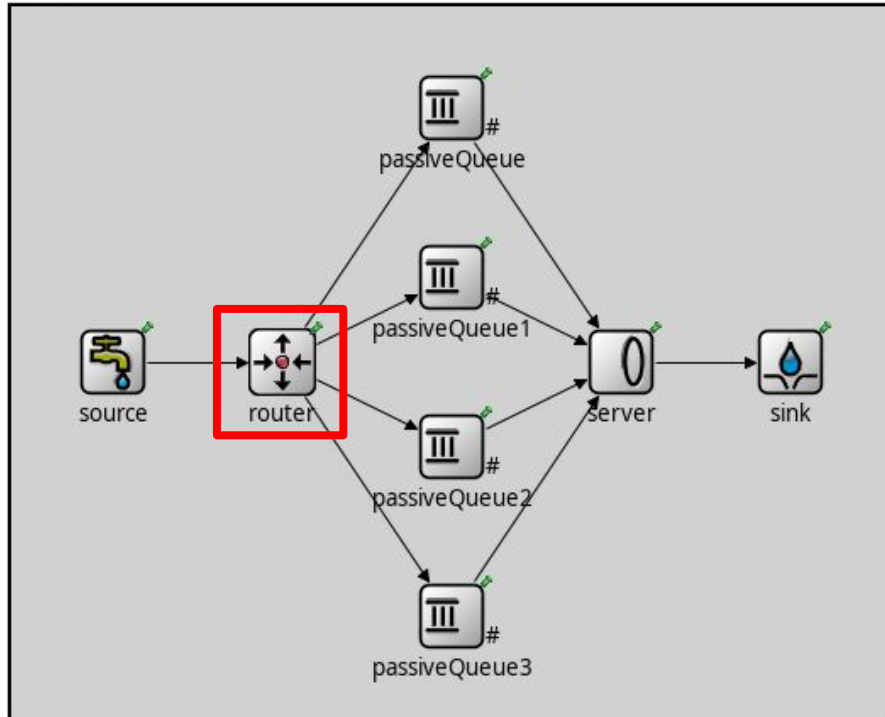 #
passiveQueue
#
passiveQueue1
source
router
server
sink
#
passiveQueue2
#
passiveQueue3